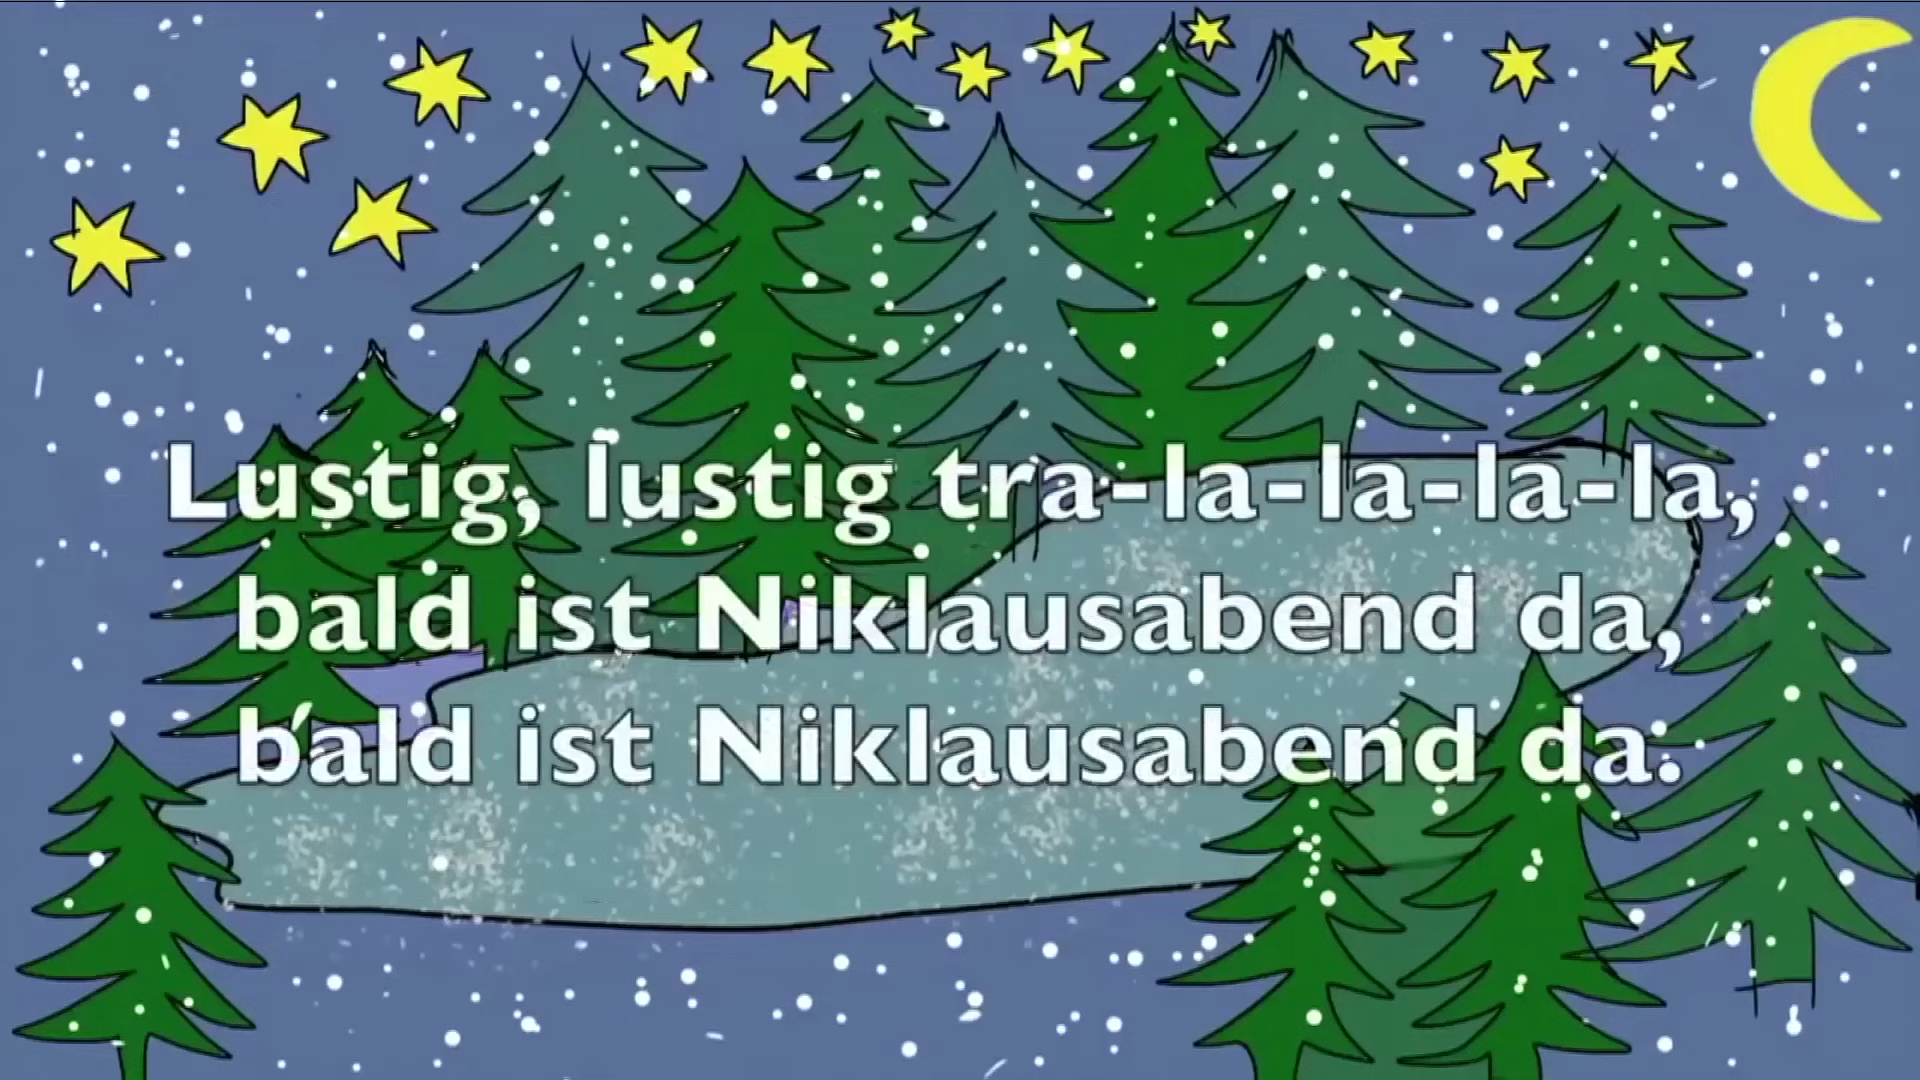 Lustig, lustig tra-la-la-la-la,
bald ist Niklausabend da,
bald ist Niklausabend da.